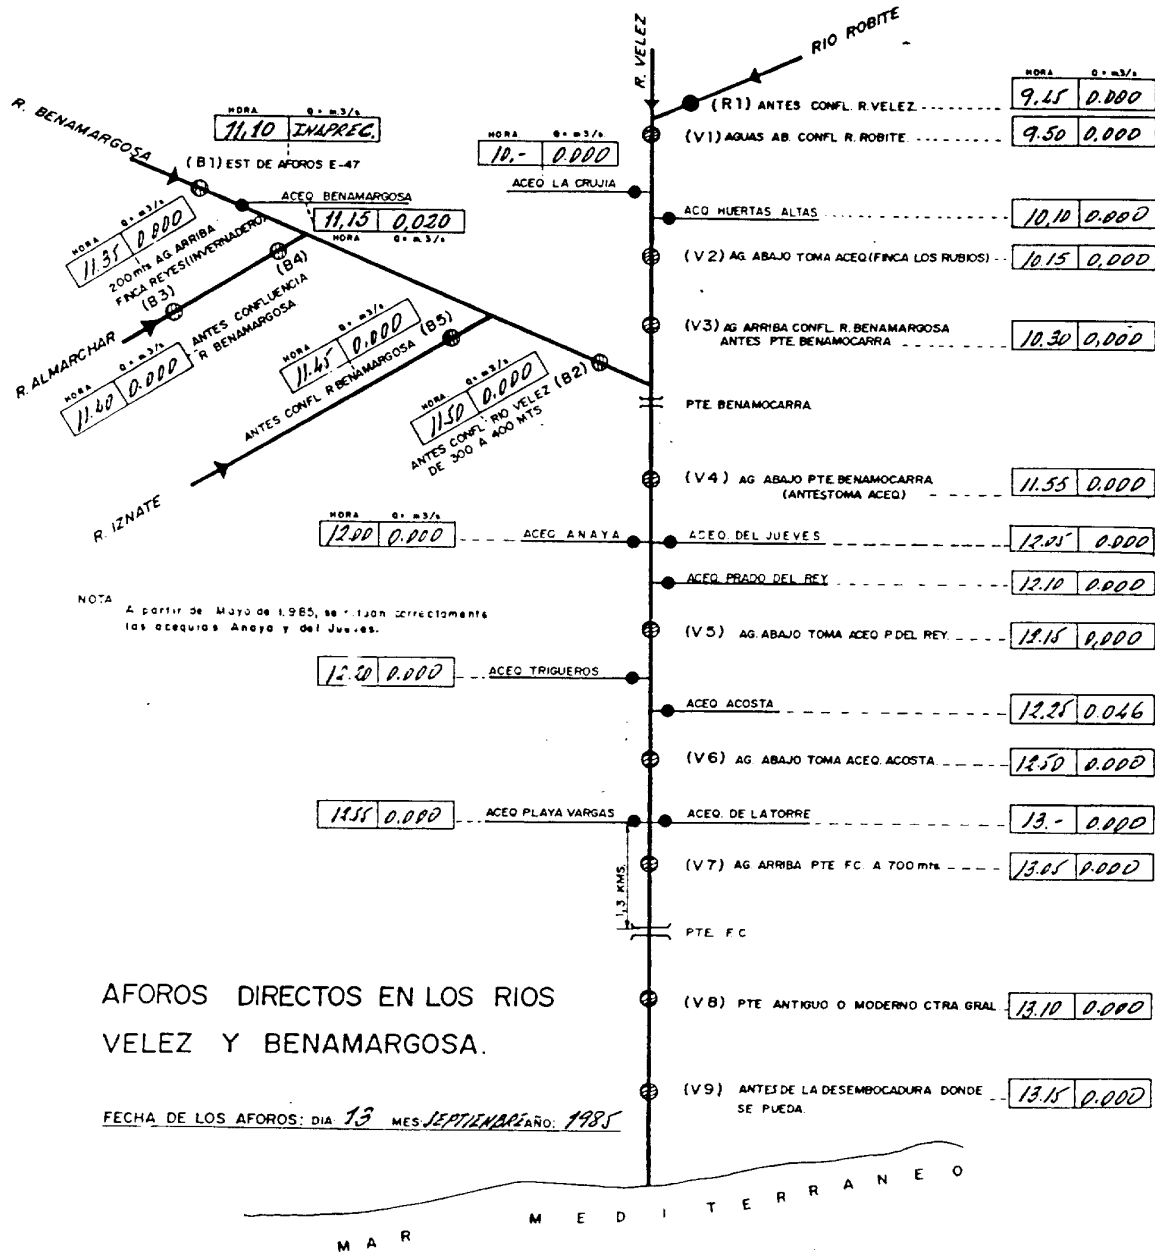 RIO ROBITE
R. VELEZ
HORA Q = m3/s
(R1) ANTES CONFL. R. VELEZ 9.45 0.000
(V1) AGUAS AB. CONFL R. ROBITE 9.50 0.000
R. BENAMARGOSA
HORA Q = m3/s
11,10 INAPREC.
(B1) EST DE AFOROS E-47
HORA Q = m3/s
10.- 0.000
ACEQ LA CRUJIA
ACEQ BENAMARGOSA
11,15 0,020
HORA Q = m3/s
ACQ HUERTAS ALTAS 10,10 0.000
HORA Q = m3/s
11.35 0.000
200 mts AG. ARRIBA
FINCA REYES (INVERNADERO)
(B3)
(B4)
(V2) AG. ABAJO TOMA ACEQ (FINCA LOS RUBIOS) 10.15 0,000
(V3) AG ARRIBA CONFL. R. BENAMARGOSA
ANTES PTE. BENAMOCARRA 10.30 0,000
R. ALMARCHAR
HORA Q = m3/s
11.40 0.000
ANTES CONFLUENCIA
R BENAMARGOSA
HORA Q = m3/s
11.45 0.000
ANTES CONFL R BENAMARGOSA (B5)
HORA Q = m3/s
11.50 0.000
ANTES CONFL RIO VELEZ (B2)
DE 300 A 400 MTS
PTE. BENAMOCARRA
R. IZNATE
(V4) AG ABAJO PTE. BENAMOCARRA
(ANTES TOMA ACEQ) 11.55 0.000
HORA Q = m3/s
12.00 0.000 ACEQ ANAYA
ACEQ. DEL JUEVES 12.05 0.000
ACEQ PRADO DEL REY 12.10 0.000
NOTA A partir de Mayo de 1.985, se situan correctamente
las acequias Anaya y del Jueves.
(V5) AG. ABAJO TOMA ACEQ P. DEL REY 12.15 0,000
12.20 0.000 ACEQ TRIGUEROS
ACEQ ACOSTA 12.25 0.046
(V6) AG. ABAJO TOMA ACEQ. ACOSTA 12.50 0.000
12.55 0.000 ACEQ PLAYA VARGAS
ACEQ. DE LA TORRE 13.- 0.000
(V7) AG. ARRIBA PTE FC. A 700 mts 13.05 0.000
1,3 KMS.
PTE. F C
(V8) PTE ANTIGUO O MODERNO CTRA. GRAL 13.10 0.000
(V9) ANTES DE LA DESEMBOCADURA DONDE
SE PUEDA. 13.15 0.000
AFOROS DIRECTOS EN LOS RIOS
VELEZ Y BENAMARGOSA.
FECHA DE LOS AFOROS: DIA 13 MES: SEPTIEMBRE AÑO: 1985
MAR MEDITERRANEO